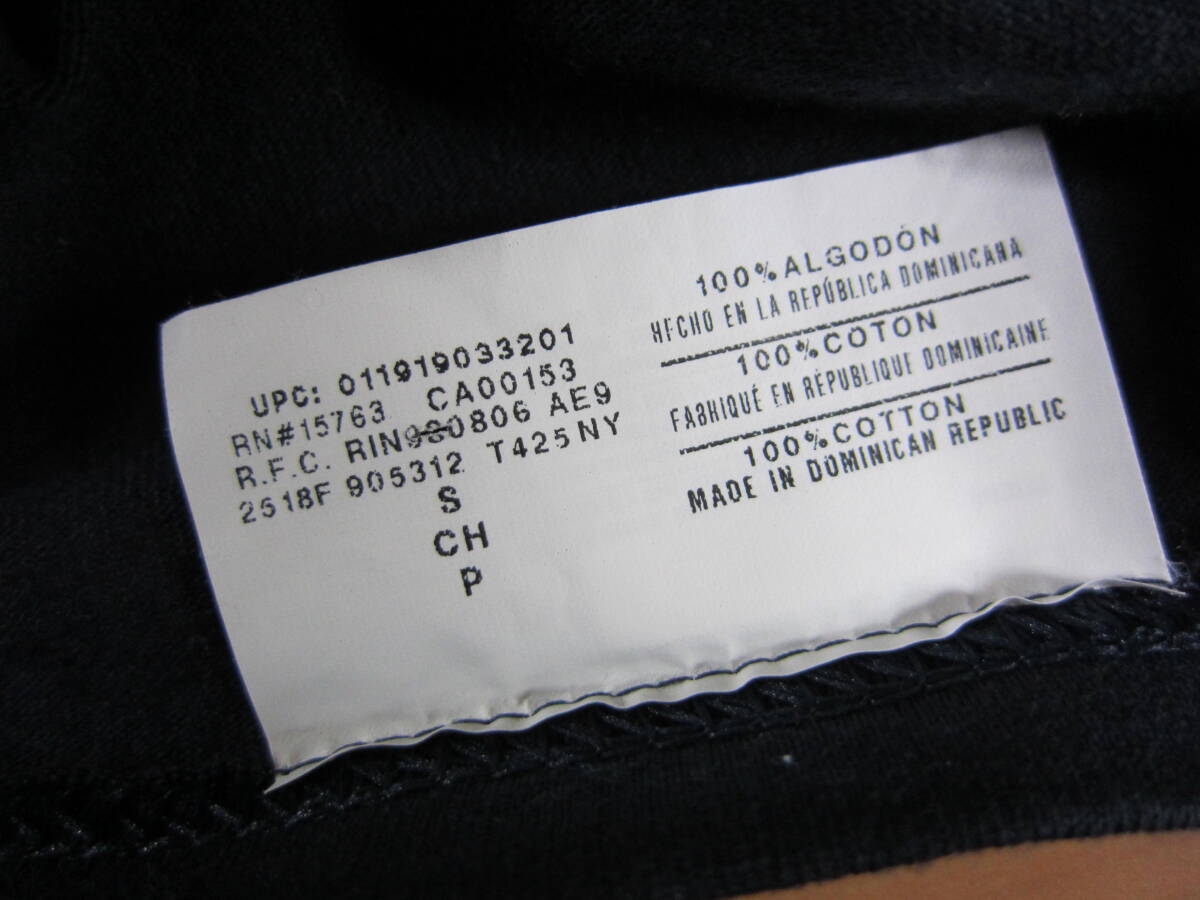 UPC: 011919033201
RN#15763 CA00153
R.F.C. RIN930806 AE9
2518F 905312 T425NY
S
CH
P
100% ALGODÓN
HECHO EN LA REPÚBLICA DOMINICANA
100% COTON
FABRIQUÉ EN RÉPUBLIQUE DOMINICAINE
100% COTTON
MADE IN DOMINICAN REPUBLIC